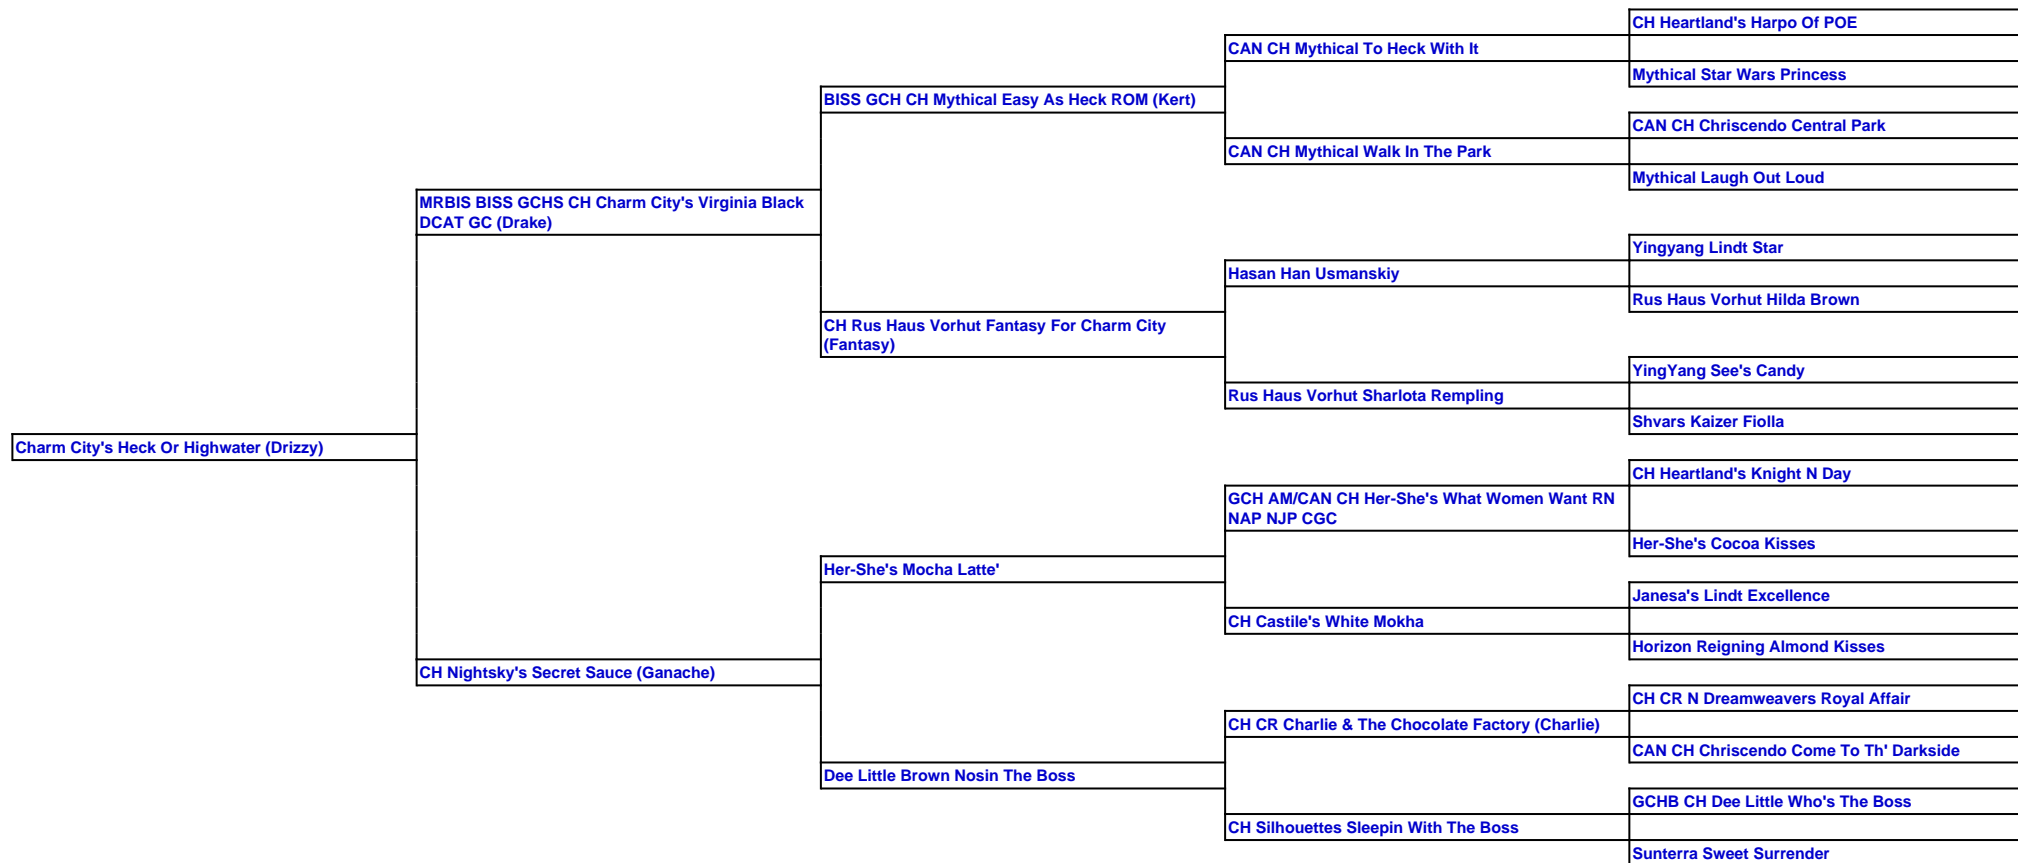 CH Heartland's Harpo Of POE
CAN CH Mythical To Heck With It
Mythical Star Wars Princess
BISS GCH CH Mythical Easy As Heck ROM (Kert)
CAN CH Chriscendo Central Park
CAN CH Mythical Walk In The Park
Mythical Laugh Out Loud
MRBIS BISS GCHS CH Charm City's Virginia Black
DCAT GC (Drake)
Yingyang Lindt Star
Hasan Han Usmanskiy
Rus Haus Vorhut Hilda Brown
CH Rus Haus Vorhut Fantasy For Charm City
(Fantasy)
YingYang See's Candy
Rus Haus Vorhut Sharlota Rempling
Shvars Kaizer Fiolla
Charm City's Heck Or Highwater (Drizzy)
CH Heartland's Knight N Day
GCH AM/CAN CH Her-She's What Women Want RN
NAP NJP CGC
Her-She's Cocoa Kisses
Her-She's Mocha Latte'
Janesa's Lindt Excellence
CH Castile's White Mokha
Horizon Reigning Almond Kisses
CH Nightsky's Secret Sauce (Ganache)
CH CR N Dreamweavers Royal Affair
CH CR Charlie & The Chocolate Factory (Charlie)
CAN CH Chriscendo Come To Th' Darkside
Dee Little Brown Nosin The Boss
GCHB CH Dee Little Who's The Boss
CH Silhouettes Sleepin With The Boss
Sunterra Sweet Surrender